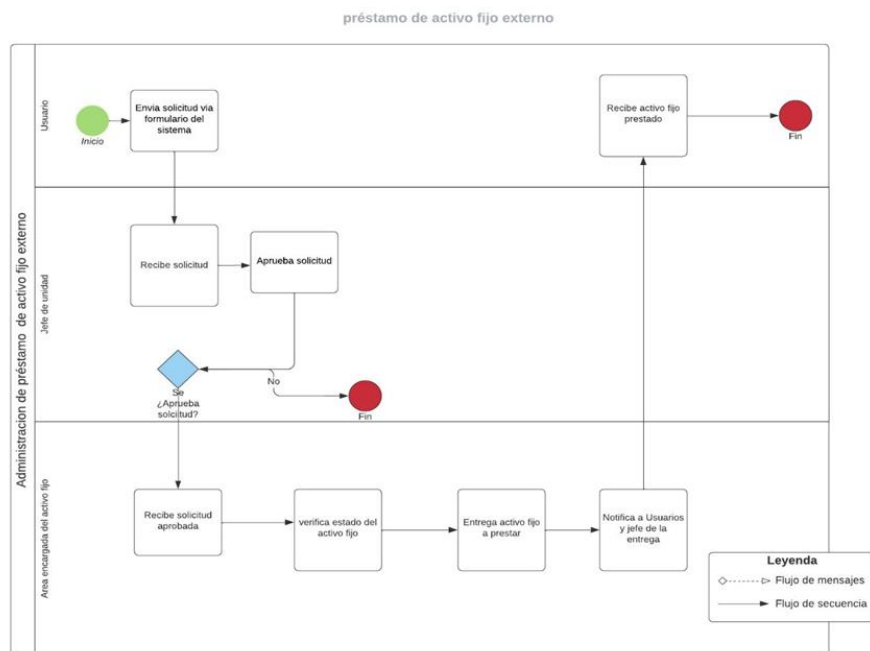 préstamo de activo fijo externo
Administracion de préstamo de activo fijo externo
Usuario
Inicio
Envia solicitud via
formulario del
sistema
Recibe activo fijo
prestado
Fin
Jefe de unidad
Recibe solicitud
Aprueba solicitud
Se
¿Aprueba
solciitud?
No
Fin
Area encargada del activo fijo
Recibe solicitud
aprobada
verifica estado del
activo fijo
Entrega activo fijo
a prestar
Notifica a Usuarios
y jefe de la
entrega
Leyenda
Flujo de mensajes
Flujo de secuencia